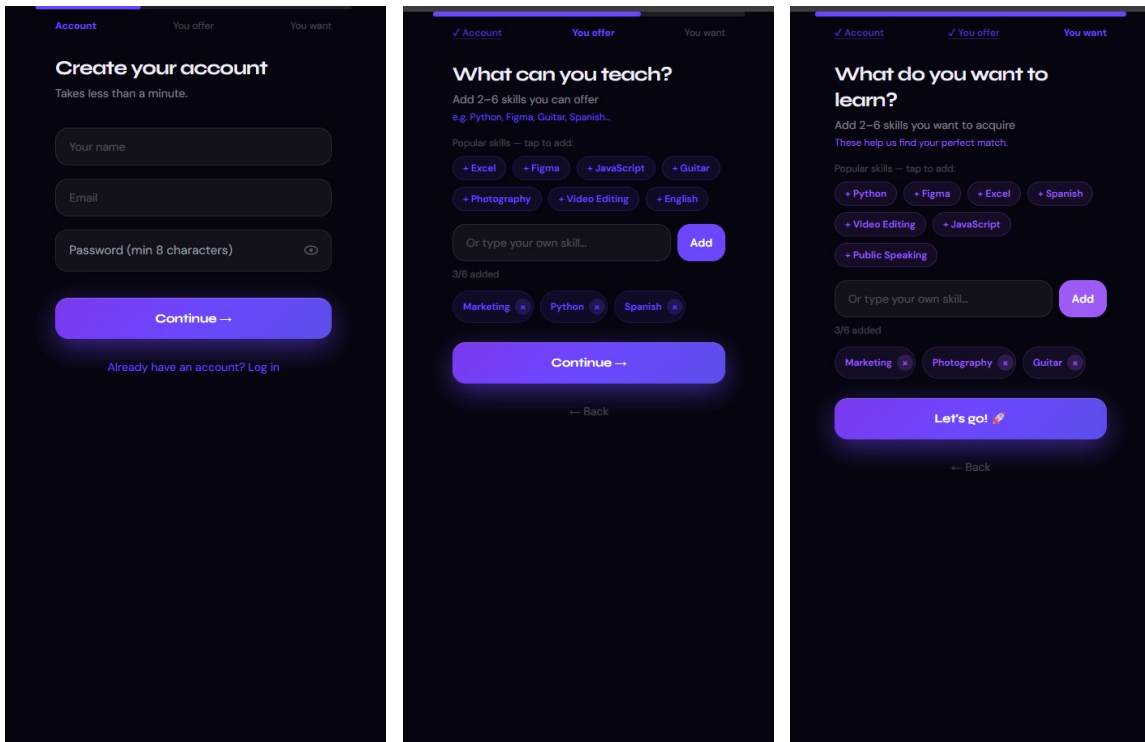 Account You offer You want
Create your account
Takes less than a minute.
Your name
Email
Password (min 8 characters)
Continue →
Already have an account? Log in
✓ Account You offer You want
What can you teach?
Add 2–6 skills you can offer
e.g. Python, Figma, Guitar, Spanish...
Popular skills — tap to add:
+ Excel + Figma + JavaScript + Guitar
+ Photography + Video Editing + English
Or type your own skill... Add
3/6 added
Marketing × Python × Spanish ×
Continue →
← Back
✓ Account ✓ You offer You want
What do you want to
learn?
Add 2–6 skills you want to acquire
These help us find your perfect match.
Popular skills — tap to add:
+ Python + Figma + Excel + Spanish
+ Video Editing + JavaScript
+ Public Speaking
Or type your own skill... Add
3/6 added
Marketing × Photography × Guitar ×
Let's go! 🚀
← Back